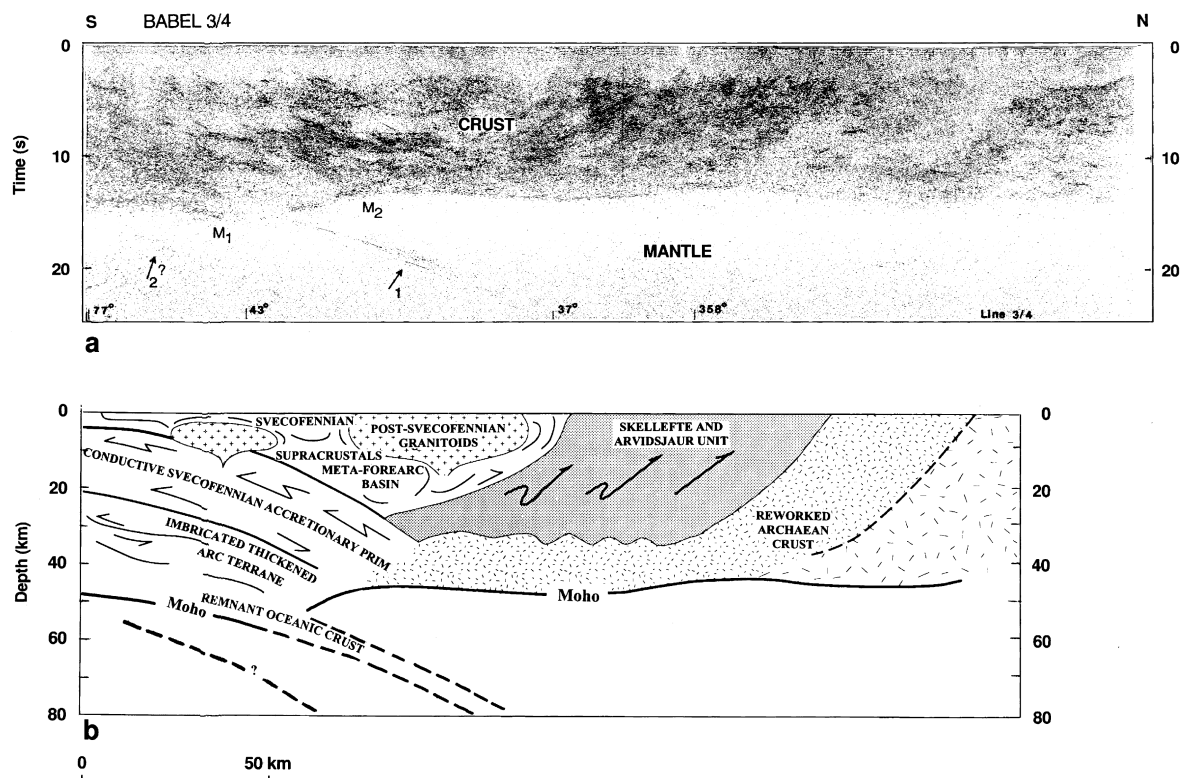 S BABEL 3/4 N
0 0
CRUST
Time (s)
10 10
M2
M1
MANTLE
20 20
2?
1
77° 43° 37° 358° Line 3/4
a
0 0
SVECOFENNIAN
POST-SVECOFENNIAN
GRANITOIDS
SKELLEFTE AND
ARVIDSJAUR UNIT
SUPRACRUSTALS
META-FOREARC
BASIN
CONDUCTIVE SVECOFENNIAN ACCRETIONARY PRIM
20 20
Depth (km)
IMBRICATED THICKENED
ARC TERRANE
REWORKED
ARCHAEAN
CRUST
40 40
Moho
REMNANT OCEANIC CRUST
Moho
60 60
?
80 80
b
0 50 km